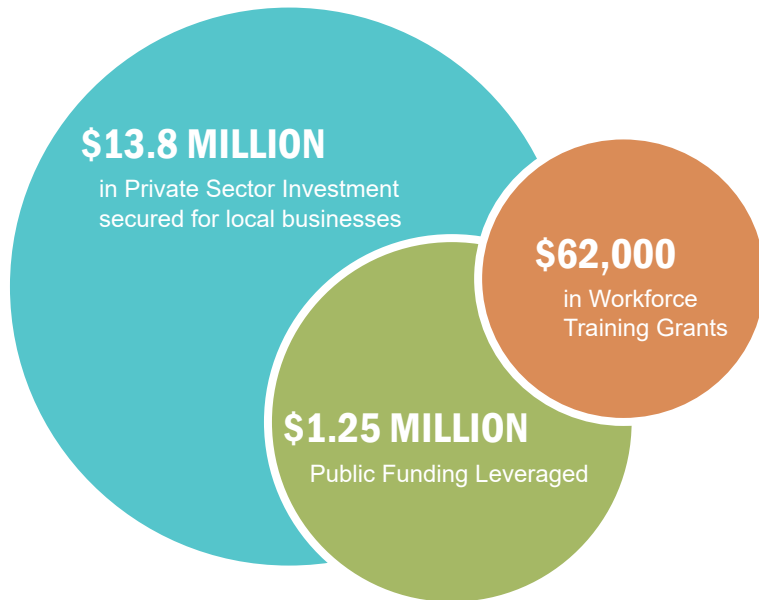 $13.8 MILLION
in Private Sector Investment
secured for local businesses
$62,000
in Workforce
Training Grants
$1.25 MILLION
Public Funding Leveraged